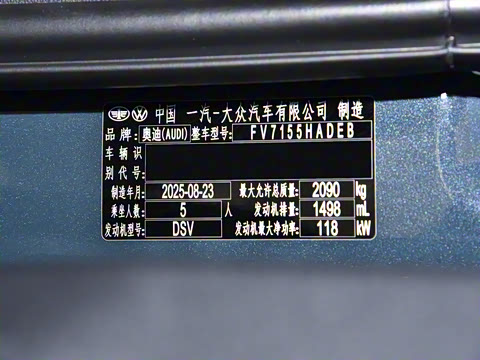 中国 一汽-大众汽车有限公司 制造
品牌: 奥迪(AUDI) 整车型号: FV7155HADEB
车辆识
别代号:
制造年月: 2025-08-23 最大允许总质量: 2090 kg
乘坐人数: 5 人 发动机排量: 1498 mL
发动机型号: DSV 发动机最大净功率: 118 kW